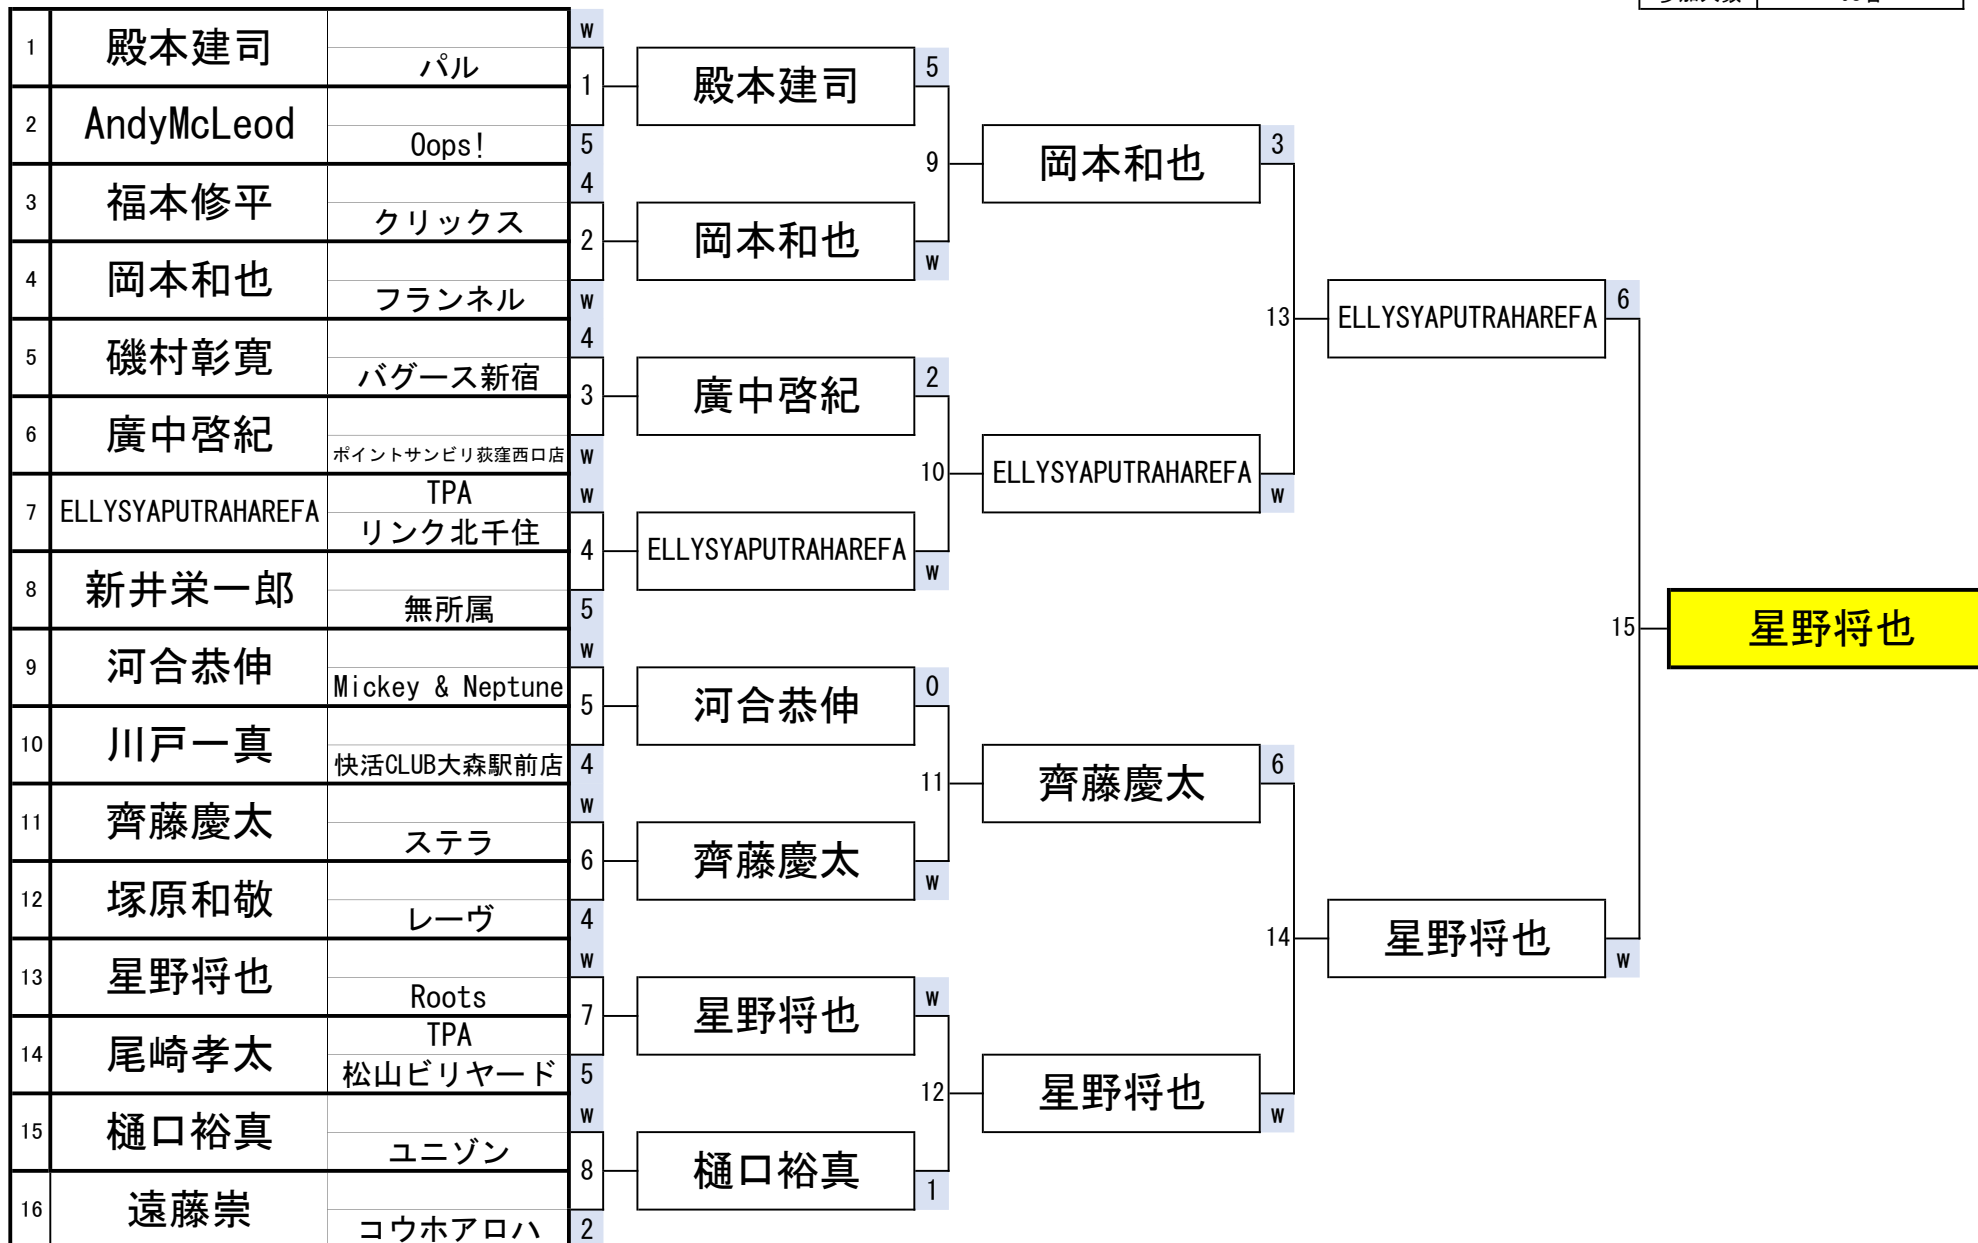 1 殿本建司 パル W
2 AndyMcLeod Oops! 5
1
3 福本修平 クリックス 4
4 岡本和也 フランネル W
2
5 磯村彰寛 バグース新宿 4
6 廣中啓紀 ポイントサンビリ荻窪西口店 W
3
7 ELLYSYAPUTRAHAREFA TPA リンク北千住 W
8 新井栄一郎 無所属 5
4
9 河合恭伸 Mickey & Neptune W
10 川戸一真 快活CLUB大森駅前店 4
5
11 齊藤慶太 ステラ W
12 塚原和敬 レーヴ 4
6
13 星野将也 Roots W
14 尾崎孝太 TPA 松山ビリヤード 5
7
15 樋口裕真 ユニゾン W
16 遠藤崇 コウホアロハ 2
8
殿本建司 5
9
岡本和也 W
廣中啓紀 2
10
ELLYSYAPUTRAHAREFA W
河合恭伸 0
11
齊藤慶太 W
星野将也 W
12
樋口裕真 1
岡本和也 3
13
ELLYSYAPUTRAHAREFA W
齊藤慶太 6
14
星野将也 W
ELLYSYAPUTRAHAREFA 6
15
星野将也 W
星野将也